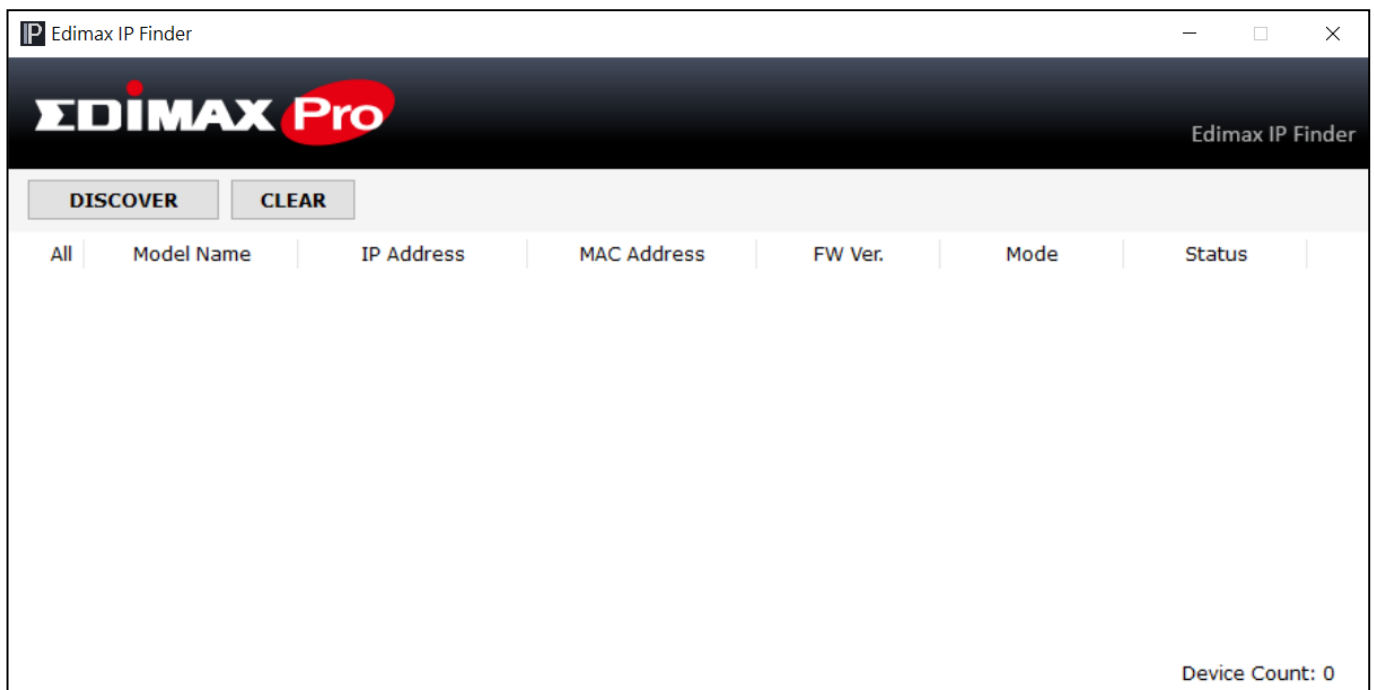 Edimax IP Finder
EDIMAX Pro
Edimax IP Finder
DISCOVER CLEAR
All Model Name IP Address MAC Address FW Ver. Mode Status
Device Count: 0